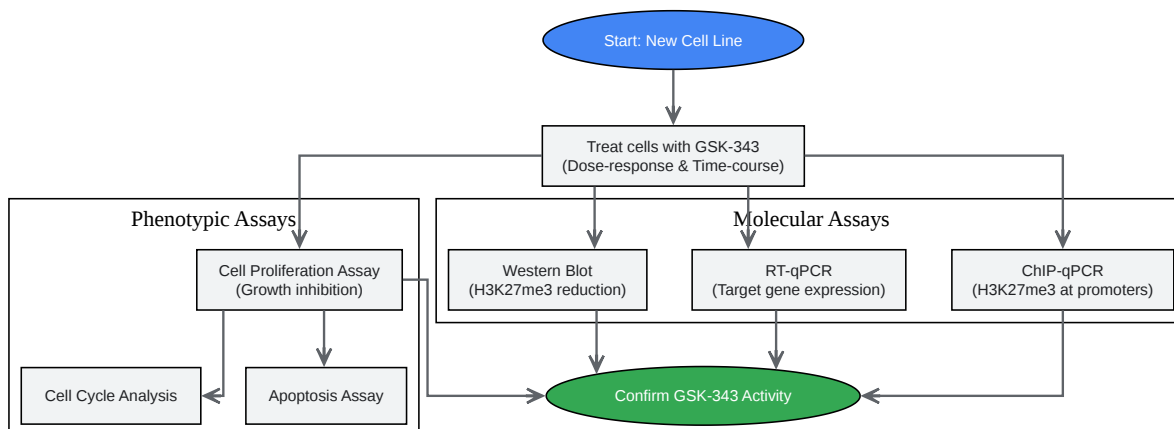 Start: New Cell Line
Treat cells with GSK-343
(Dose-response & Time-course)
Phenotypic Assays
Molecular Assays
Cell Proliferation Assay
(Growth inhibition)
Western Blot
(H3K27me3 reduction)
RT-qPCR
(Target gene expression)
ChIP-qPCR
(H3K27me3 at promoters)
Cell Cycle Analysis
Apoptosis Assay
Confirm GSK-343 Activity